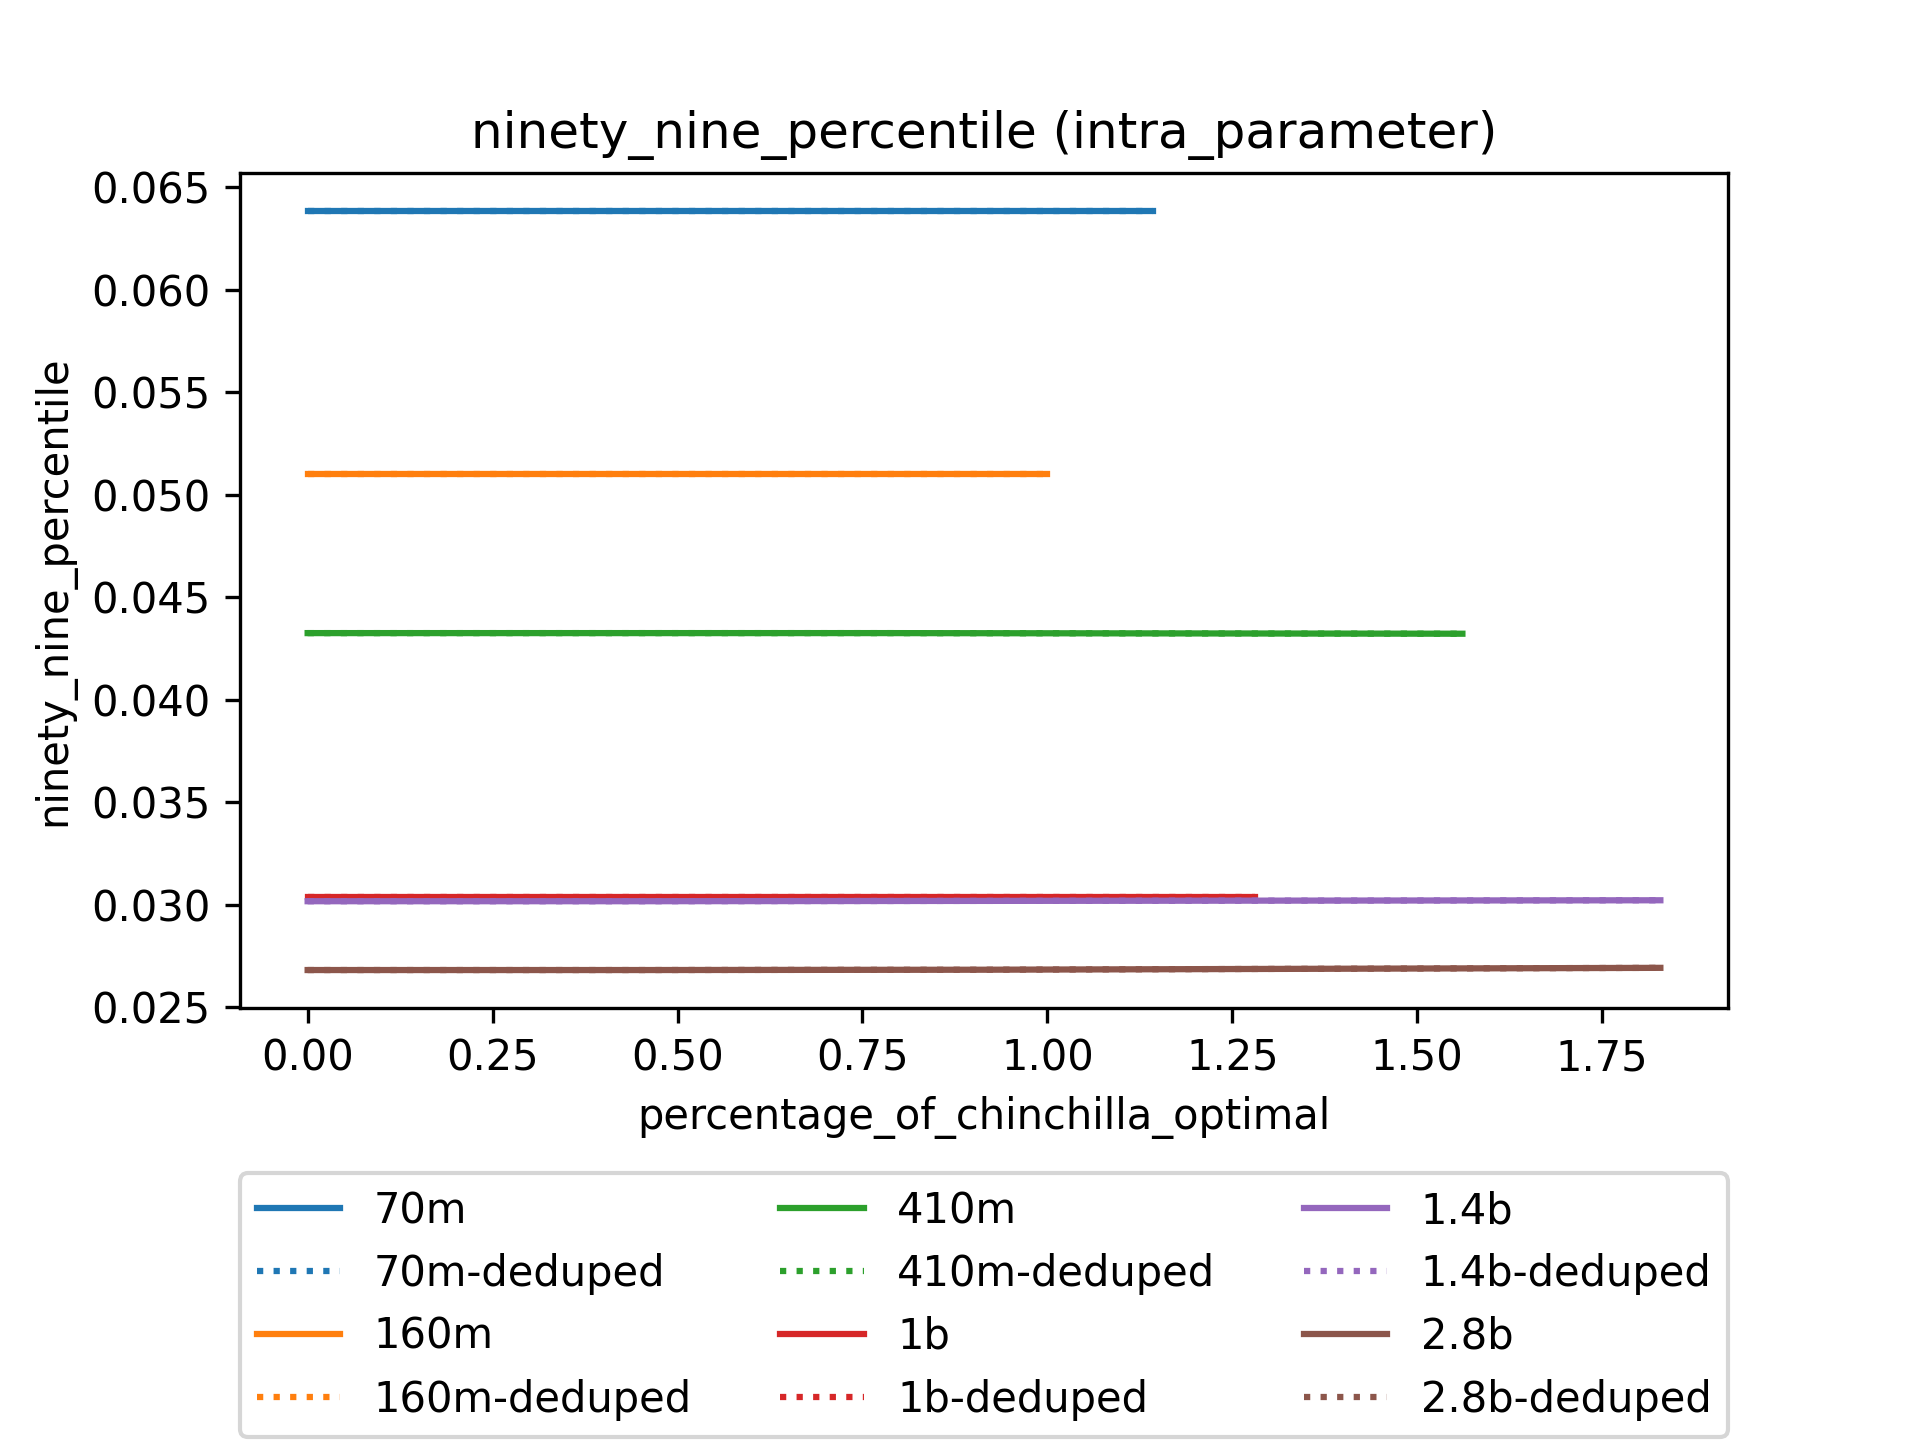 ninety_nine_percentile (intra_parameter)
ninety_nine_percentile
0.065
0.060
0.055
0.050
0.045
0.040
0.035
0.030
0.025
0.00 0.25 0.50 0.75 1.00 1.25 1.50 1.75
percentage_of_chinchilla_optimal
70m 410m 1.4b
70m-deduped 410m-deduped 1.4b-deduped
160m 1b 2.8b
160m-deduped 1b-deduped 2.8b-deduped